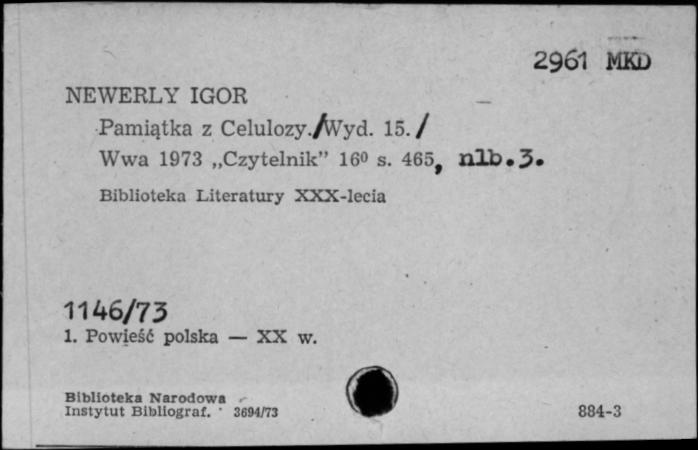 2961 MKD
NEWERLY IGOR
Pamiątka z Celulozy./Wyd. 15./
Wwa 1973 „Czytelnik” 16⁰ s. 465, nlb.3.
Biblioteka Literatury XXX-lecia
1146/73
1. Powieść polska — XX w.
Biblioteka Narodowa
Instytut Bibliograf. 3694/73
884-3